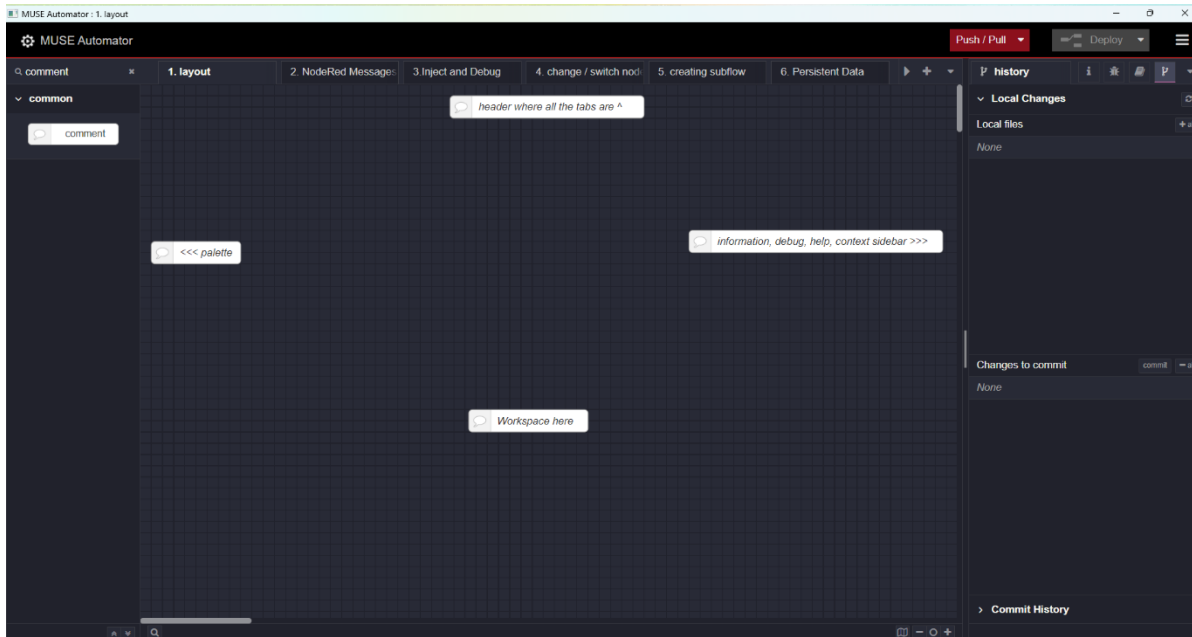 MUSE Automator : 1. layout
MUSE Automator
Push / Pull
Deploy
comment
1. layout
2. NodeRed Messages
3.Inject and Debug
4. change / switch node
5. creating subflow
6. Persistent Data
history
common
comment
header where all the tabs are ^
<<< palette
information, debug, help, context sidebar >>>
Workspace here
Local Changes
Local files
+ a
None
Changes to commit
commit
− a
None
Commit History